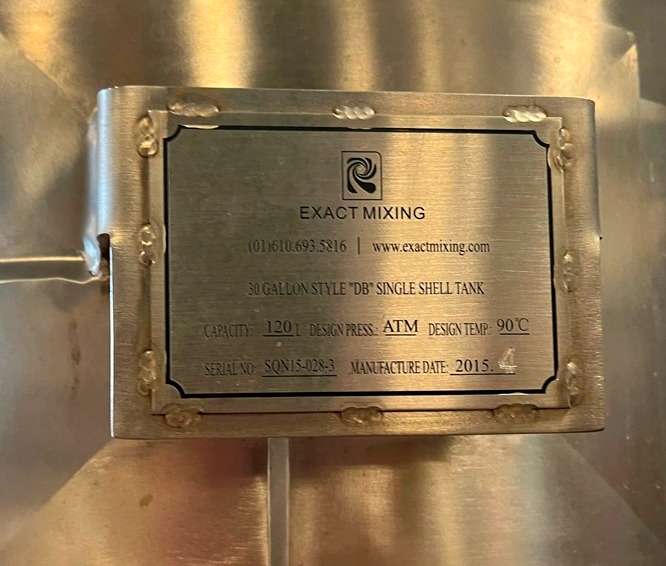 EXACT MIXING
(01)610.693.5816 | www.exactmixing.com
30 GALLON STYLE "DB" SINGLE SHELL TANK
CAPACITY: 120 L DESIGN PRESS.: ATM DESIGN TEMP: 90℃
SERIAL NO: SQN15-028-3 MANUFACTURE DATE: 2015. 4